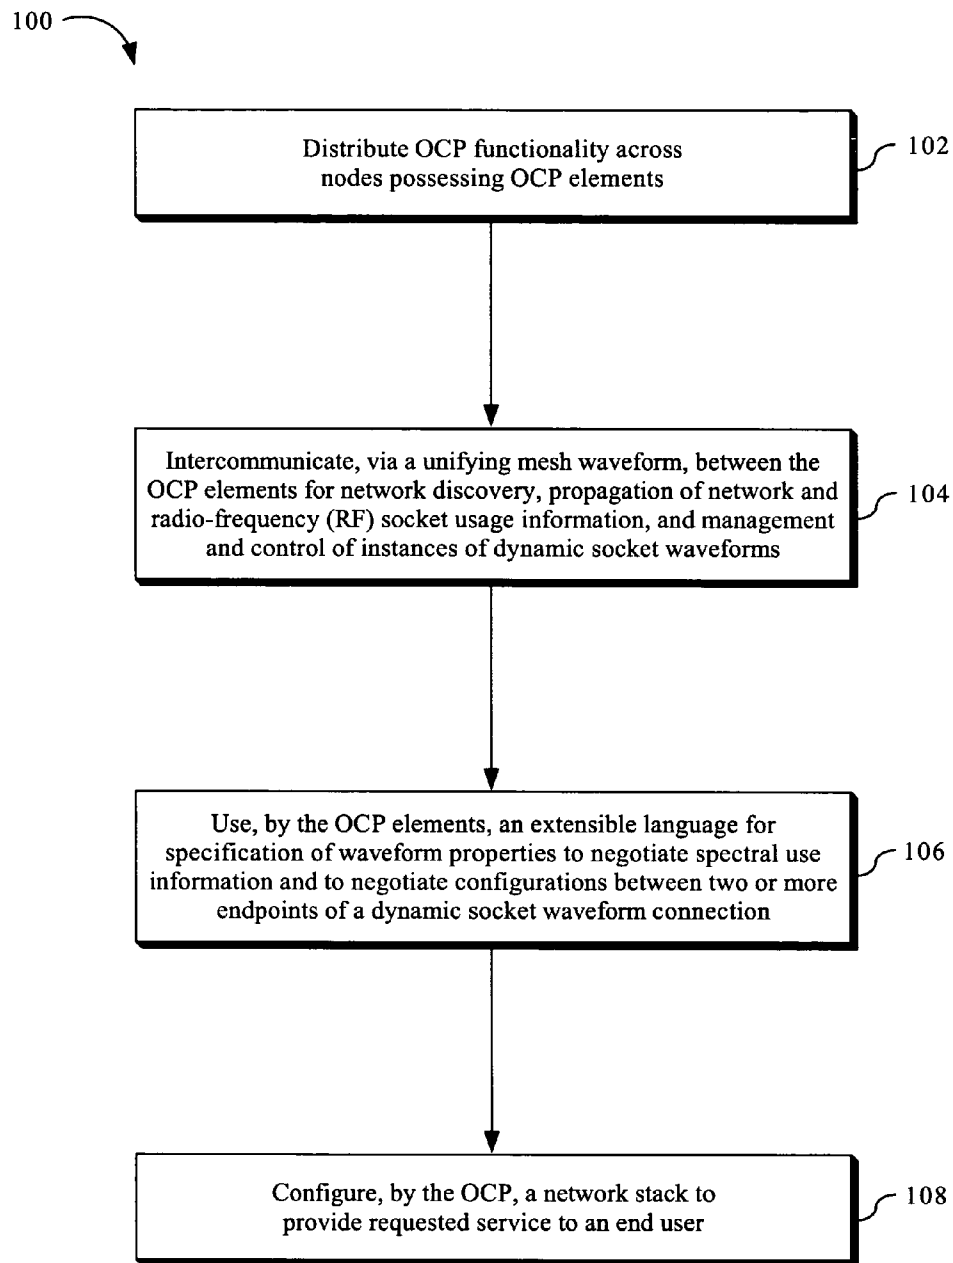 100
Distribute OCP functionality across
nodes possessing OCP elements
102
Intercommunicate, via a unifying mesh waveform, between the
OCP elements for network discovery, propagation of network and
radio-frequency (RF) socket usage information, and management
and control of instances of dynamic socket waveforms
104
Use, by the OCP elements, an extensible language for
specification of waveform properties to negotiate spectral use
information and to negotiate configurations between two or more
endpoints of a dynamic socket waveform connection
106
Configure, by the OCP, a network stack to
provide requested service to an end user
108